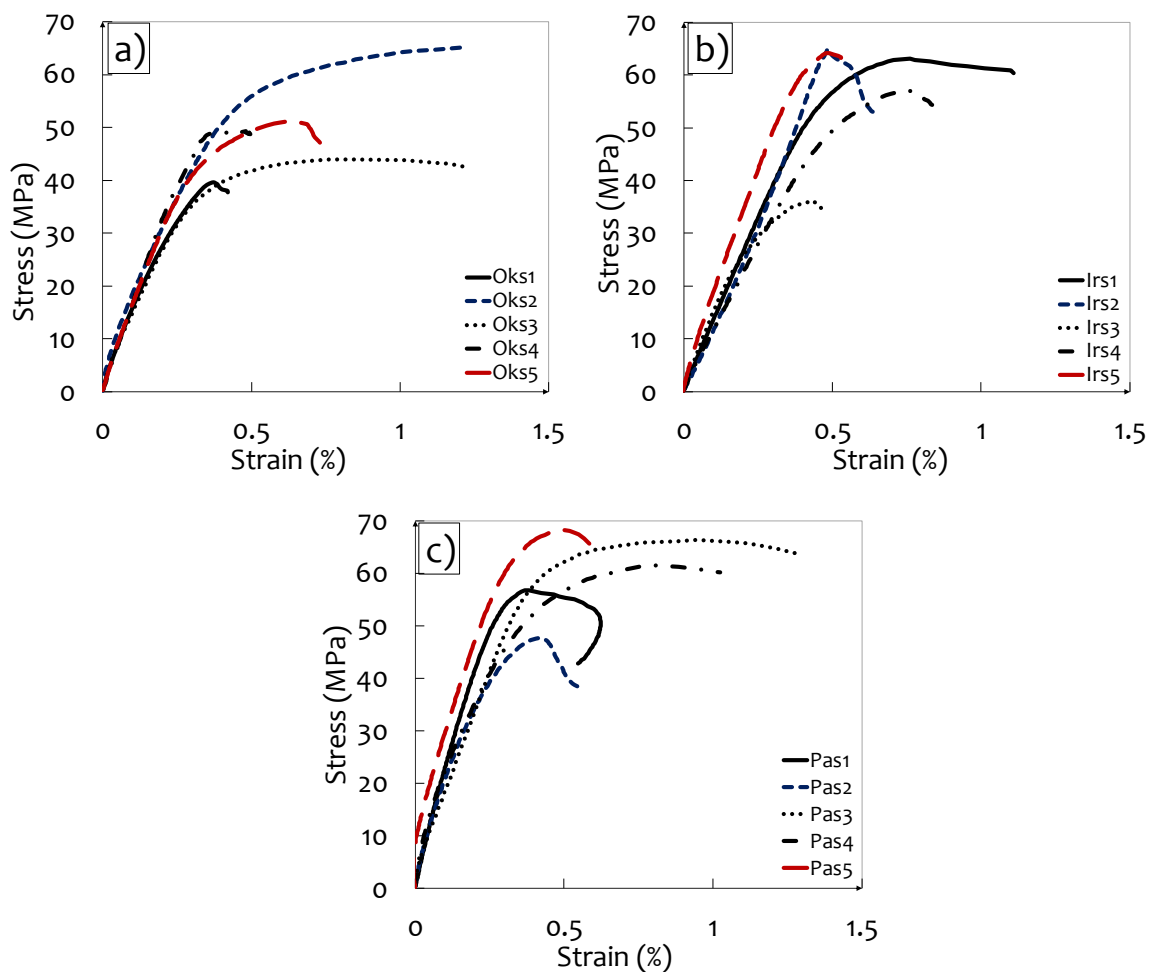 a)
70
60
50
40
30
20
10
0
Stress (MPa)
0 0.5 1 1.5
Strain (%)
Oks1
Oks2
Oks3
Oks4
Oks5
b)
70
60
50
40
30
20
10
0
Stress (MPa)
0 0.5 1 1.5
Strain (%)
Irs1
Irs2
Irs3
Irs4
Irs5
c)
70
60
50
40
30
20
10
0
Stress (MPa)
0 0.5 1 1.5
Strain (%)
Pas1
Pas2
Pas3
Pas4
Pas5